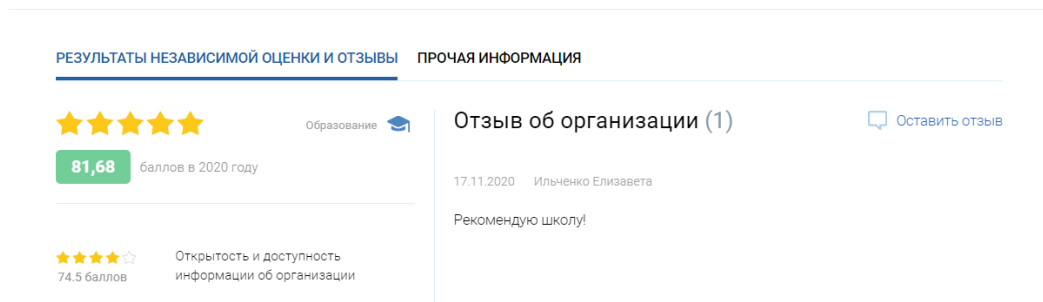 РЕЗУЛЬТАТЫ НЕЗАВИСИМОЙ ОЦЕНКИ И ОТЗЫВЫ ПРОЧАЯ ИНФОРМАЦИЯ
Образование
81,68 баллов в 2020 году
74.5 баллов
Открытость и доступность
информации об организации
Отзыв об организации (1)
Оставить отзыв
17.11.2020 Ильченко Елизавета
Рекомендую школу!